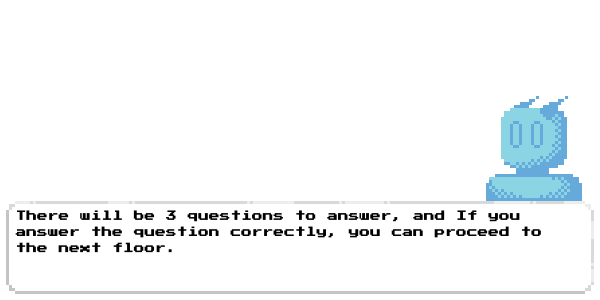 There will be 3 questions to answer, and If you
answer the question correctly, you can proceed to
the next floor.